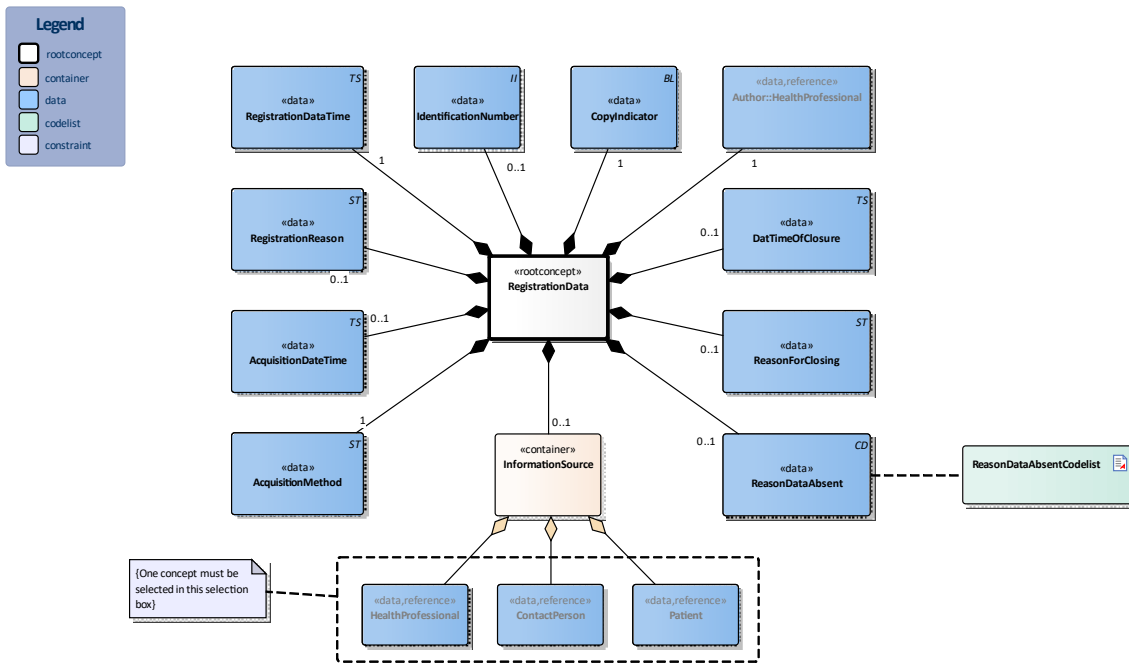 Legend
rootconcept
container
data
codelist
constraint
TS
«data»
RegistrationDataTime
1
II
«data»
IdentificationNumber
0..1
BL
«data»
CopyIndicator
1
«data,reference»
Author::HealthProfessional
1
ST
«data»
RegistrationReason
0..1
TS
«data»
DatTimeOfClosure
0..1
«rootconcept»
RegistrationData
TS
«data»
AcquisitionDateTime
0..1
ST
«data»
ReasonForClosing
0..1
ST
«data»
AcquisitionMethod
1
«container»
InformationSource
0..1
CD
«data»
ReasonDataAbsent
0..1
ReasonDataAbsentCodelist
{One concept must be
selected in this selection
box}
«data,reference»
HealthProfessional
«data,reference»
ContactPerson
«data,reference»
Patient